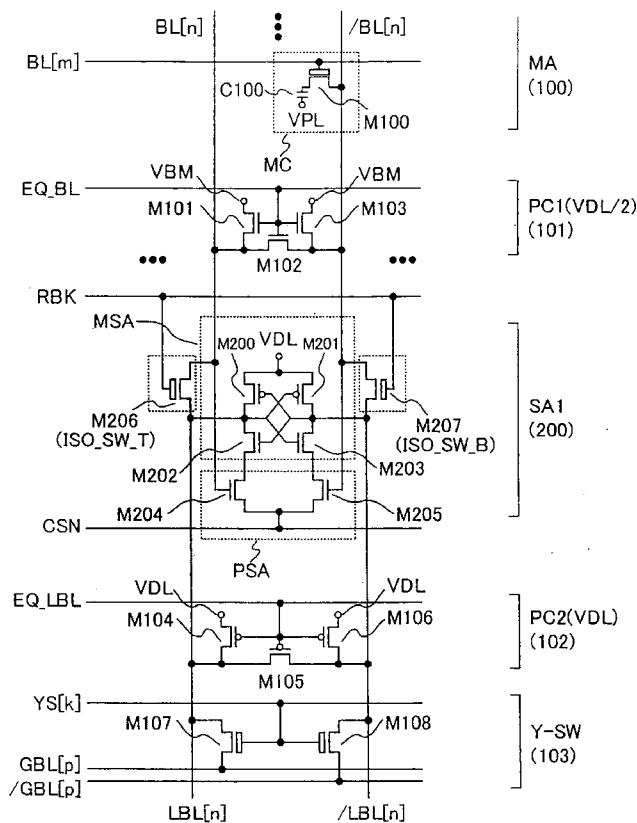 BL[n] /BL[n]
BL[m]
C100
VPL
M100
MC
MA
(100)
VBM VBM
EQ_BL
M101 M103
M102
PC1(VDL/2)
(101)
RBK
MSA
VDL
M200 M201
M206
(ISO_SW_T)
M207
(ISO_SW_B)
M202 M203
SA1
(200)
M204 M205
CSN
PSA
VDL VDL
EQ_LBL
M104 M106
M105
PC2(VDL)
(102)
YS[k]
M107 M108
GBL[p]
/GBL[p]
Y-SW
(103)
LBL[n] /LBL[n]